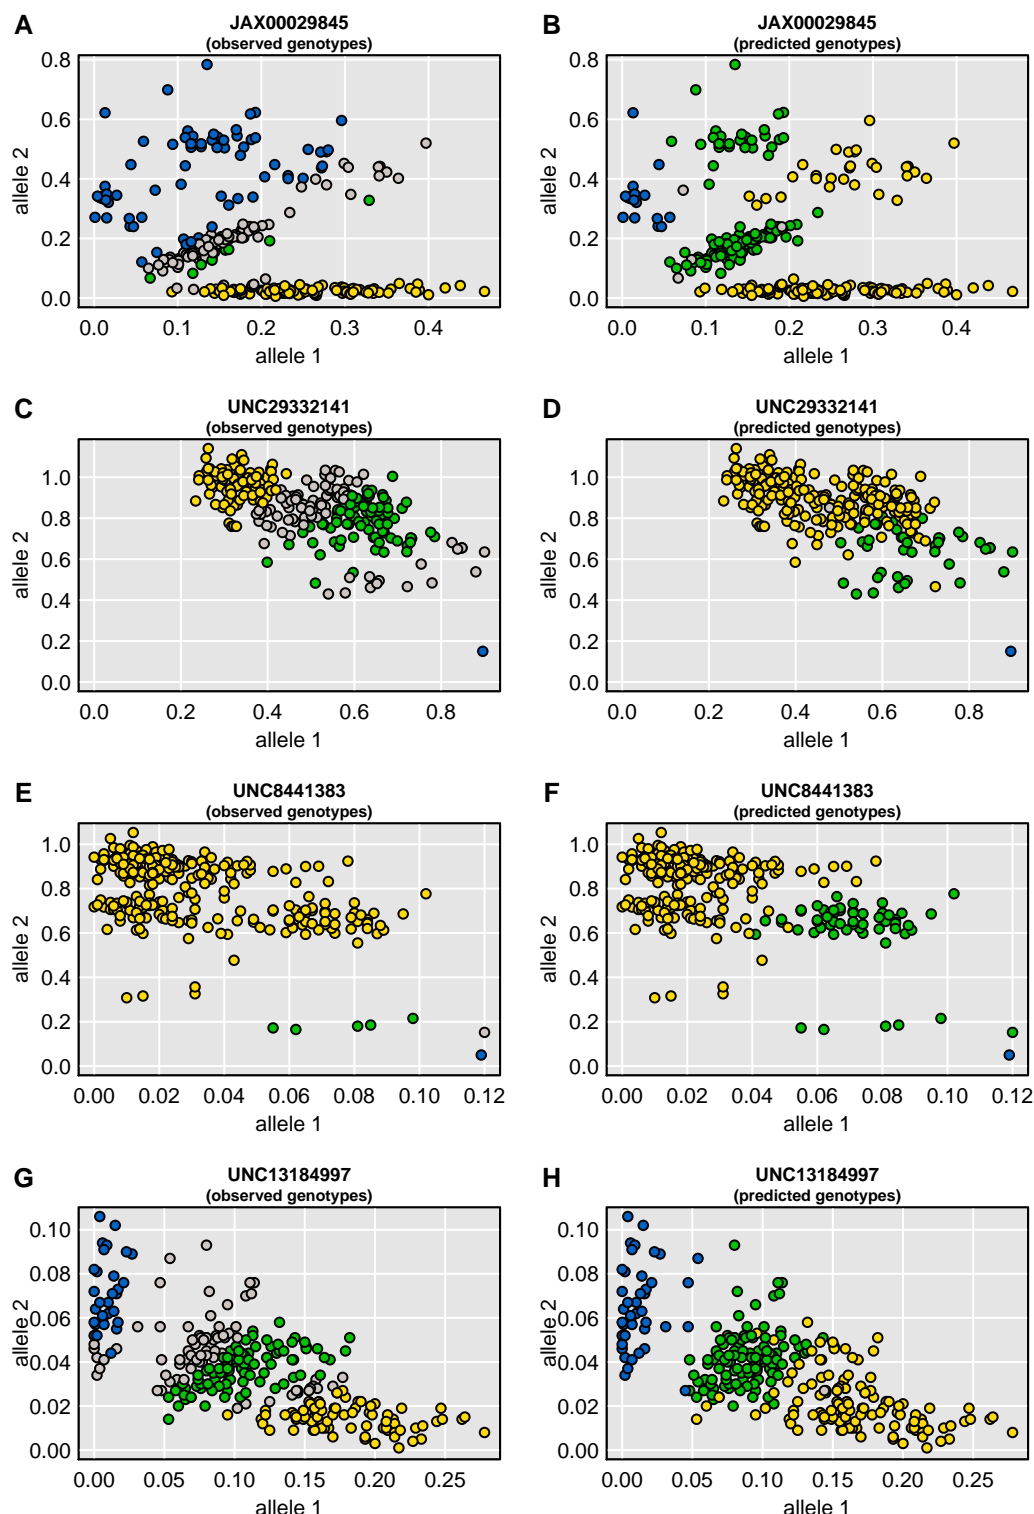 A
JAX00029845
(observed genotypes)
allele 2
0.8
0.6
0.4
0.2
0.0
0.0 0.1 0.2 0.3 0.4
allele 1
B
JAX00029845
(predicted genotypes)
allele 2
0.8
0.6
0.4
0.2
0.0
0.0 0.1 0.2 0.3 0.4
allele 1
C
UNC29332141
(observed genotypes)
allele 2
1.0
0.8
0.6
0.4
0.2
0.0
0.0 0.2 0.4 0.6 0.8
allele 1
D
UNC29332141
(predicted genotypes)
allele 2
1.0
0.8
0.6
0.4
0.2
0.0
0.0 0.2 0.4 0.6 0.8
allele 1
E
UNC8441383
(observed genotypes)
allele 2
1.0
0.8
0.6
0.4
0.2
0.0
0.00 0.02 0.04 0.06 0.08 0.10 0.12
allele 1
F
UNC8441383
(predicted genotypes)
allele 2
1.0
0.8
0.6
0.4
0.2
0.0
0.00 0.02 0.04 0.06 0.08 0.10 0.12
allele 1
G
UNC13184997
(observed genotypes)
allele 2
0.10
0.08
0.06
0.04
0.02
0.00
0.00 0.05 0.10 0.15 0.20 0.25
allele 1
H
UNC13184997
(predicted genotypes)
allele 2
0.10
0.08
0.06
0.04
0.02
0.00
0.00 0.05 0.10 0.15 0.20 0.25
allele 1